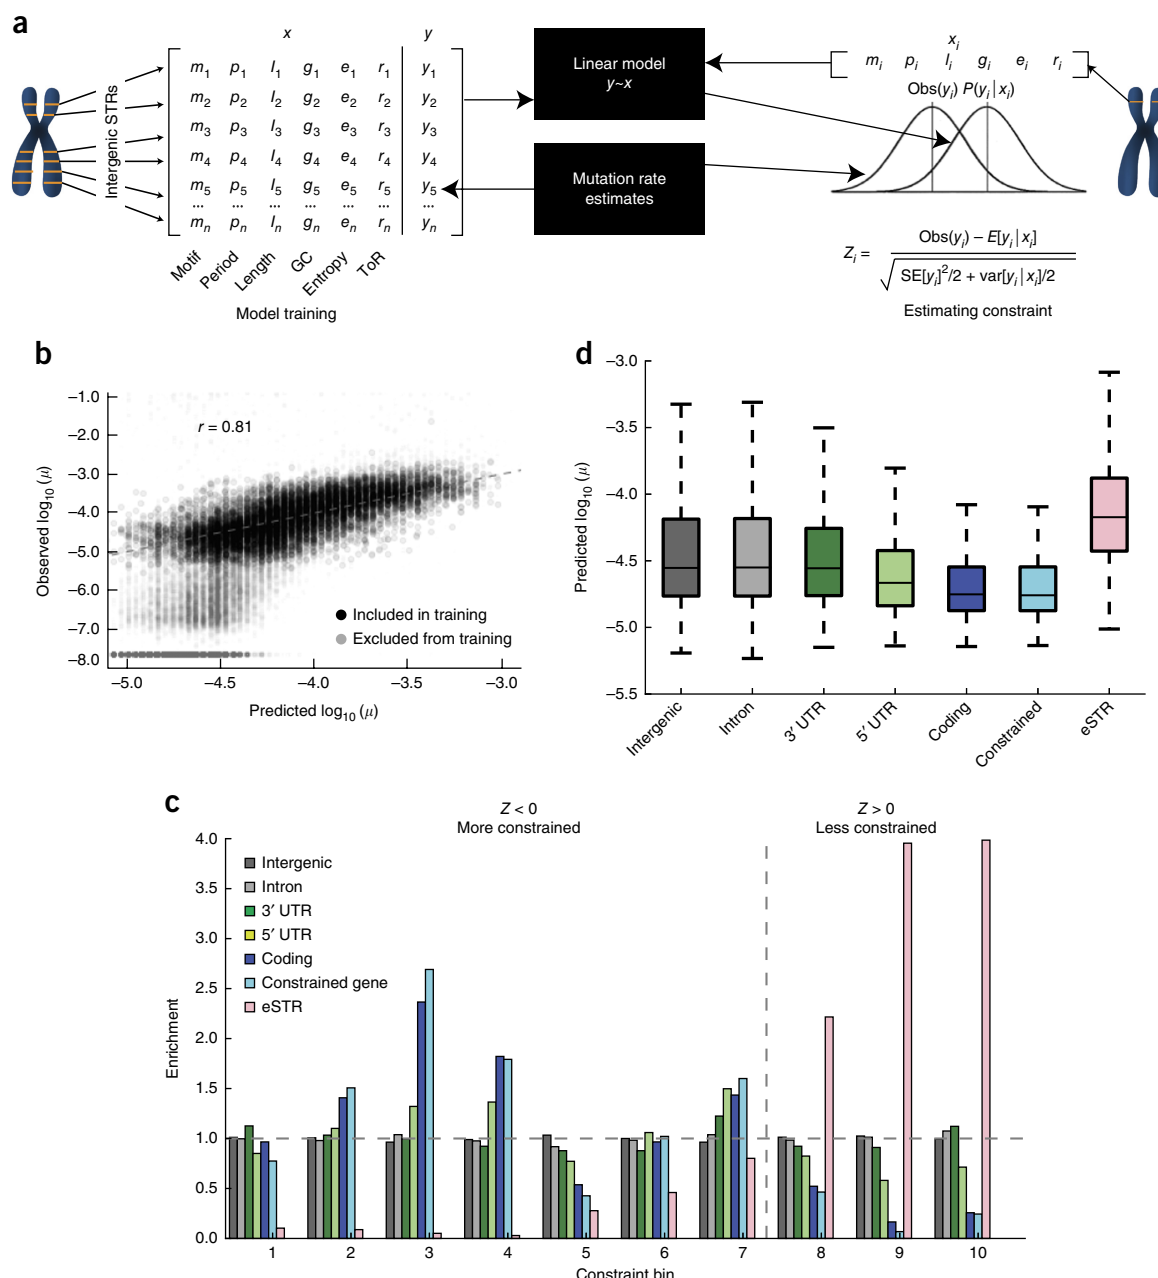 a
x y
m1 p1 l1 g1 e1 r1 y1
m2 p2 l2 g2 e2 r2 y2
m3 p3 l3 g3 e3 r3 y3
m4 p4 l4 g4 e4 r4 y4
m5 p5 l5 g5 e5 r5 y5
... ... ... ... ... ... ...
mn pn ln gn en rn yn
Intergenic STRs
Motif
Period
Length
GC
Entropy
ToR
Model training
Linear model
y~x
Mutation rate
estimates
xi
mi pi li gi ei ri
Obs(yi) P(yi | xi)
Zi =
Obs(yi) – E[yi | xi]
√SE[yi]²/2 + var[yi | xi]/2
Estimating constraint
b
Observed log10 (μ)
–1.0
–2.0
–3.0
–4.0
–5.0
–6.0
–7.0
–8.0
r = 0.81
Included in training
Excluded from training
–5.0 –4.5 –4.0 –3.5 –3.0
Predicted log10 (μ)
d
Predicted log10 (μ)
–3.0
–3.5
–4.0
–4.5
–5.0
–5.5
Intergenic
Intron
3′ UTR
5′ UTR
Coding
Constrained
eSTR
c
Z < 0
More constrained
Z > 0
Less constrained
Enrichment
4.0
3.5
3.0
2.5
2.0
1.5
1.0
0.5
0.0
Intergenic
Intron
3′ UTR
5′ UTR
Coding
Constrained gene
eSTR
1 2 3 4 5 6 7 8 9 10
Constraint bin